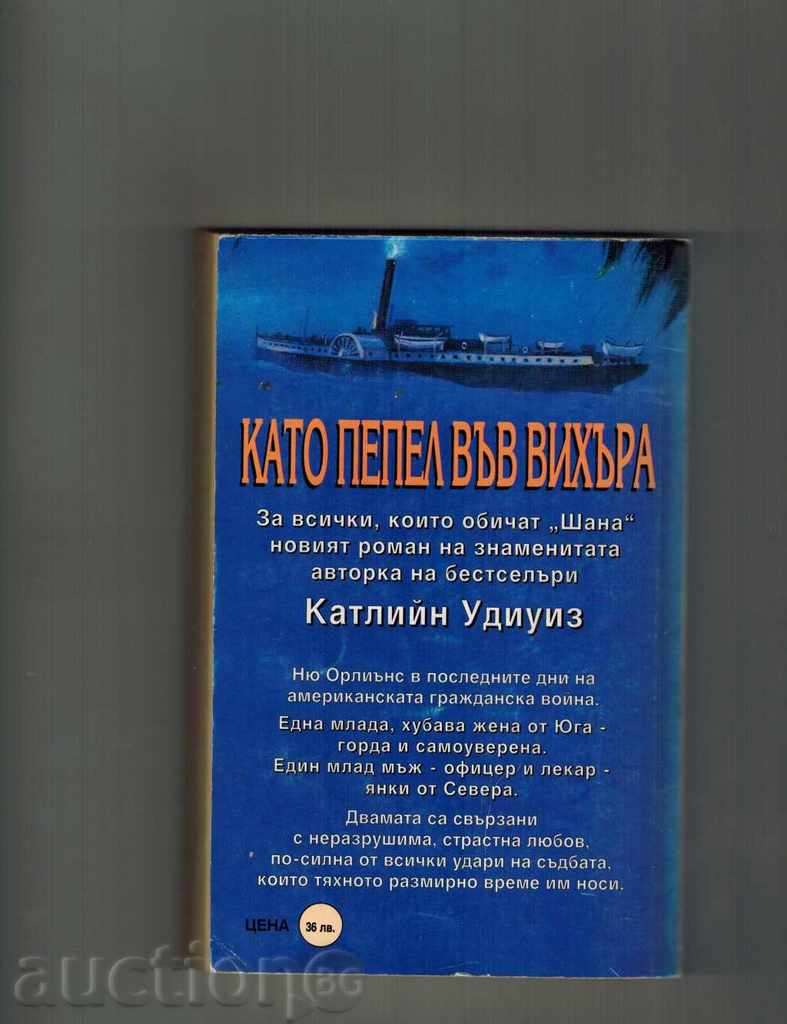 КАТО ПЕПЕЛ ВЪВ ВИХЪРА
За всички, които обичат „Шана“
новият роман на знаменитата
авторка на бестселъри
Катлийн Удиуиз
Ню Орлиънс в последните дни на
американската гражданска война.
Една млада, хубава жена от Юга -
горда и самоуверена.
Един млад мъж - офицер и лекар -
янки от Севера.
Двамата са свързани
с неразрушима, страстна любов,
по-силна от всички удари на съдбата,
които тяхното размирно време им носи.
ЦЕНА 36 лв.
auction BG